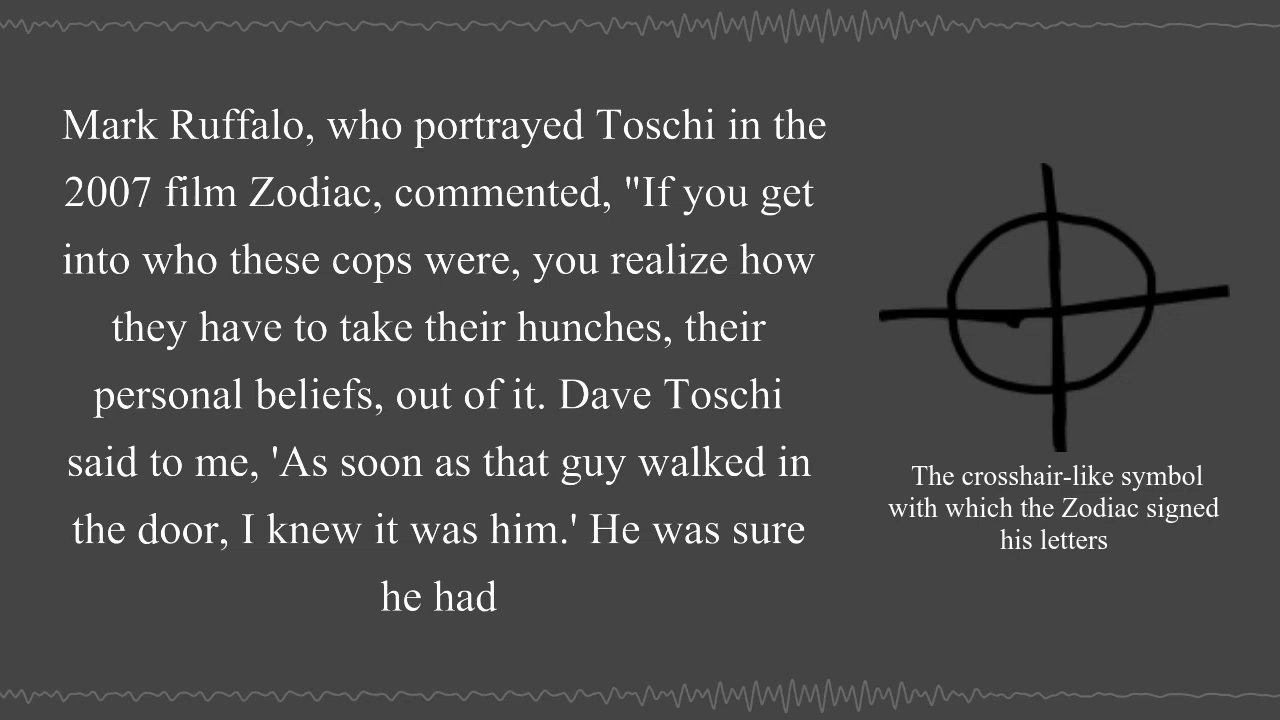 Mark Ruffalo, who portrayed Toschi in the
2007 film Zodiac, commented, "If you get
into who these cops were, you realize how
they have to take their hunches, their
personal beliefs, out of it. Dave Toschi
said to me, 'As soon as that guy walked in
the door, I knew it was him.' He was sure
he had
The crosshair-like symbol
with which the Zodiac signed
his letters